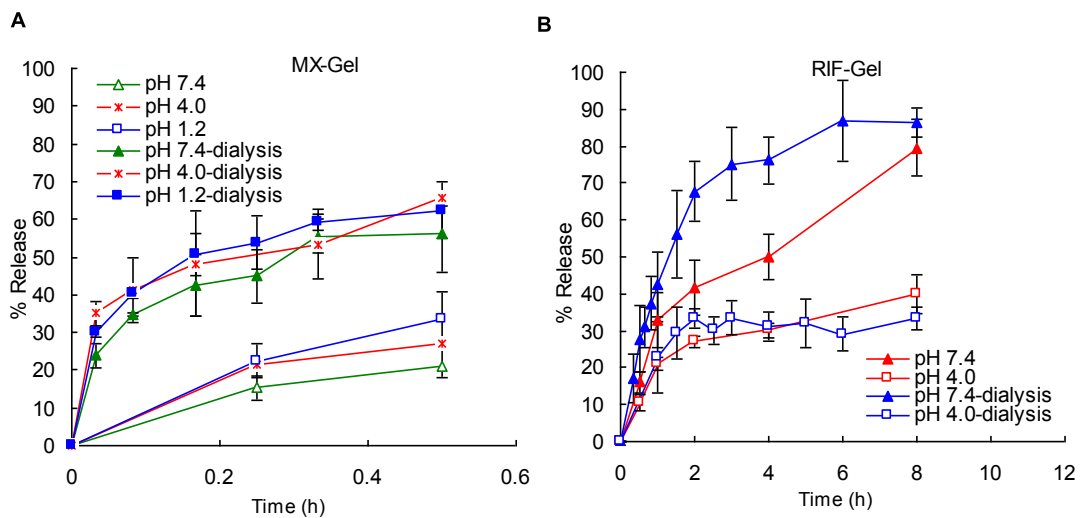 A
MX-Gel
% Release
100
90
80
70
60
50
40
30
20
10
0
pH 7.4
pH 4.0
pH 1.2
pH 7.4-dialysis
pH 4.0-dialysis
pH 1.2-dialysis
0
0.2
0.4
0.6
Time (h)
B
RIF-Gel
% Release
100
90
80
70
60
50
40
30
20
10
0
pH 7.4
pH 4.0
pH 7.4-dialysis
pH 4.0-dialysis
0
2
4
6
8
10
12
Time (h)